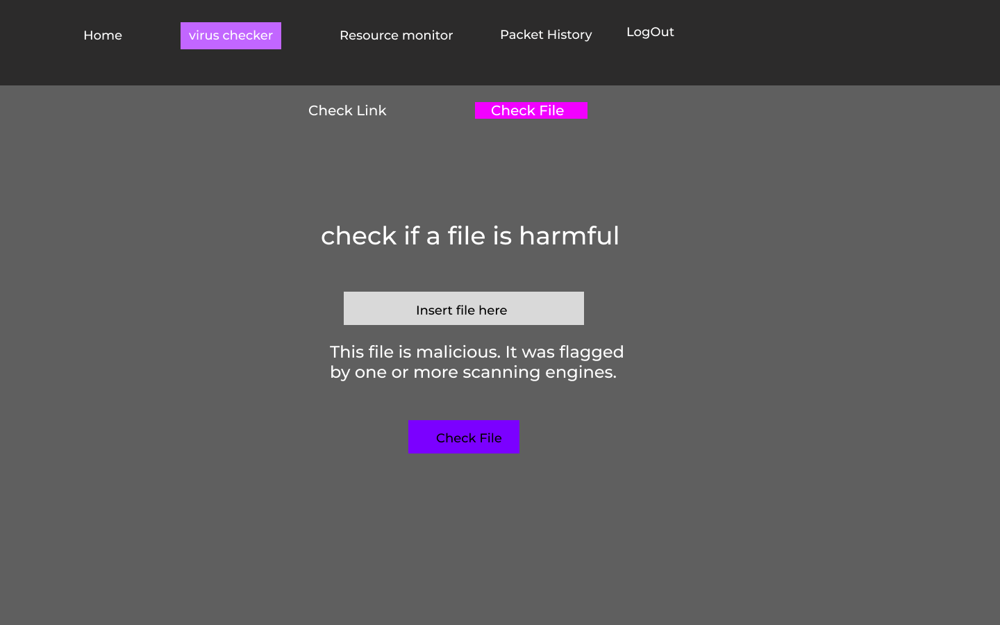 Home
virus checker
Resource monitor
Packet History
LogOut
Check Link
Check File
check if a file is harmful
Insert file here
This file is malicious. It was flagged
by one or more scanning engines.
Check File